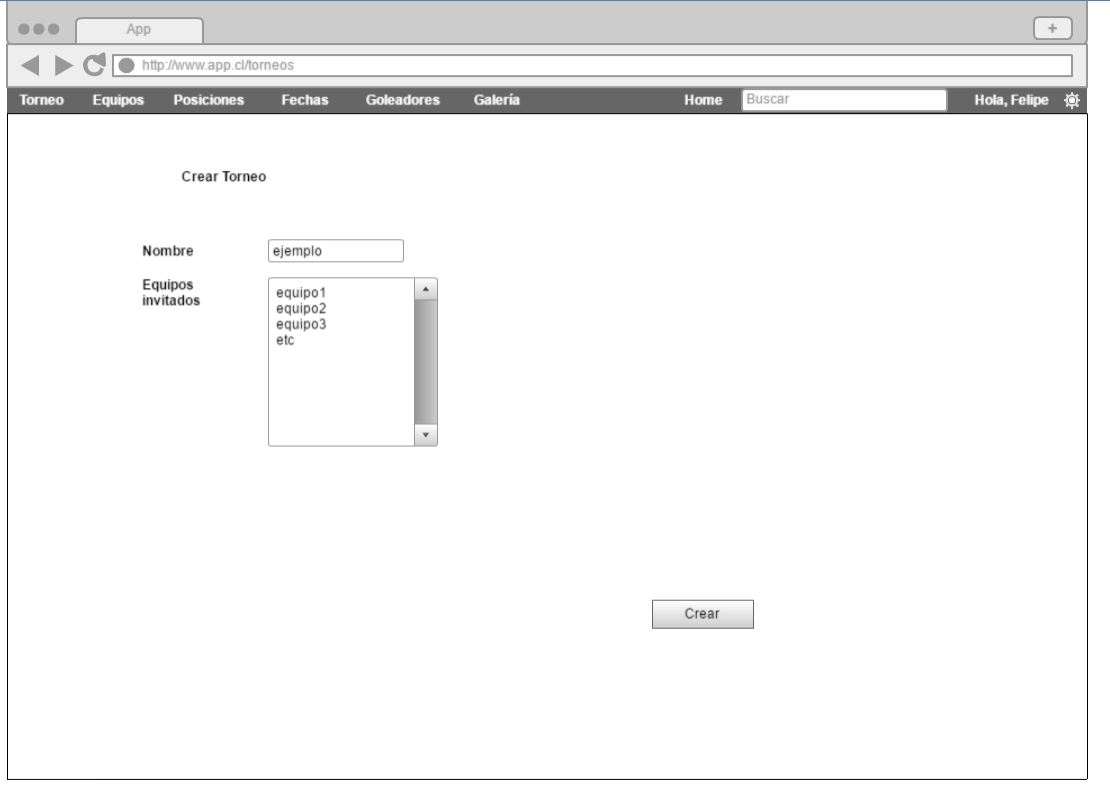 App
+
http://www.app.cl/torneos
Torneo Equipos Posiciones Fechas Goleadores Galería Home Buscar Hola, Felipe
Crear Torneo
Nombre ejemplo
Equipos
invitados
equipo1
equipo2
equipo3
etc
Crear